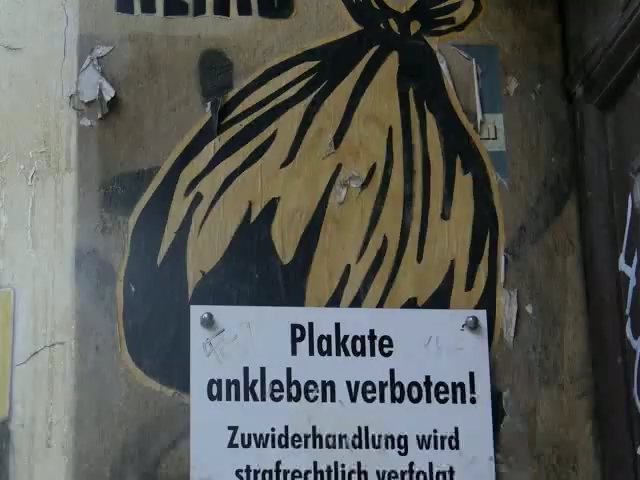 Plakate
ankleben verboten!
Zuwiderhandlung wird
strafrechtlich verfolgt